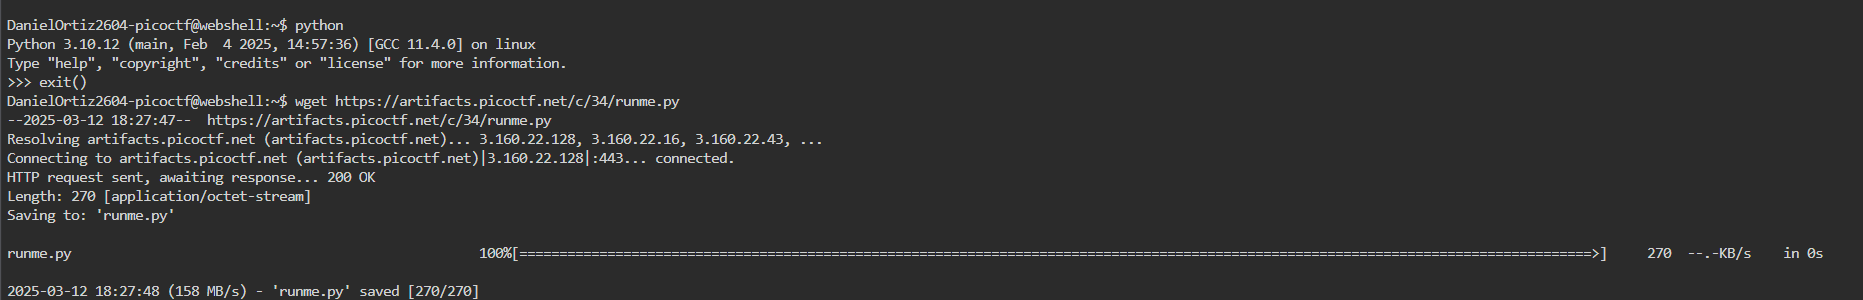 DanielOrtiz2604-picoctf@webshell:~$ python
Python 3.10.12 (main, Feb  4 2025, 14:57:36) [GCC 11.4.0] on linux
Type "help", "copyright", "credits" or "license" for more information.
>>> exit()
DanielOrtiz2604-picoctf@webshell:~$ wget https://artifacts.picoctf.net/c/34/runme.py
--2025-03-12 18:27:47--  https://artifacts.picoctf.net/c/34/runme.py
Resolving artifacts.picoctf.net (artifacts.picoctf.net)... 3.160.22.128, 3.160.22.16, 3.160.22.43, ...
Connecting to artifacts.picoctf.net (artifacts.picoctf.net)|3.160.22.128|:443... connected.
HTTP request sent, awaiting response... 200 OK
Length: 270 [application/octet-stream]
Saving to: 'runme.py'
runme.py 100%[======================================================================================================================================>] 270 --.-KB/s in 0s
2025-03-12 18:27:48 (158 MB/s) - 'runme.py' saved [270/270]